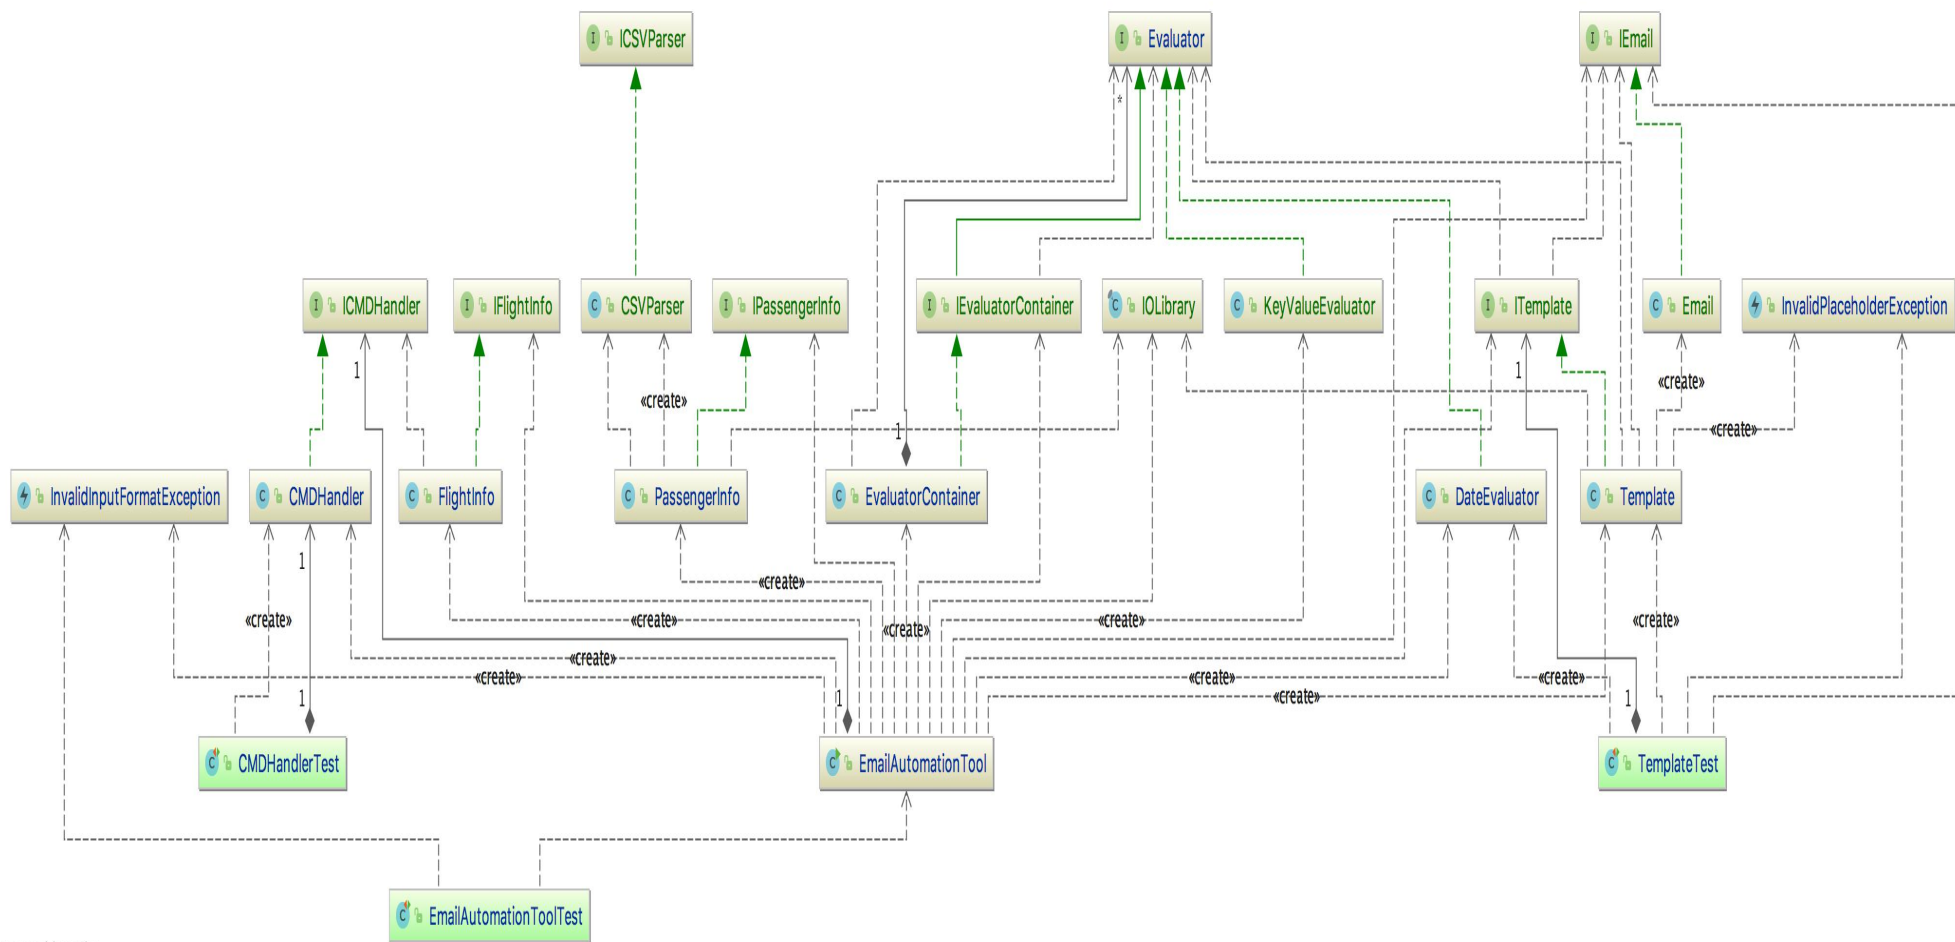 ICSVParser
Evaluator
IEmail
*
ICMDHandler
IFlightInfo
CSVParser
IPassengerInfo
IEvaluatorContainer
IOLibrary
KeyValueEvaluator
ITemplate
Email
InvalidPlaceholderException
1
1
«create»
«create»
1
«create»
InvalidInputFormatException
CMDHandler
FlightInfo
PassengerInfo
EvaluatorContainer
DateEvaluator
Template
1
«create»
«create»
«create»
«create»
«create»
«create»
«create»
«create»
«create»
«create»
«create»
1
1
1
«create»
CMDHandlerTest
EmailAutomationTool
TemplateTest
EmailAutomationToolTest